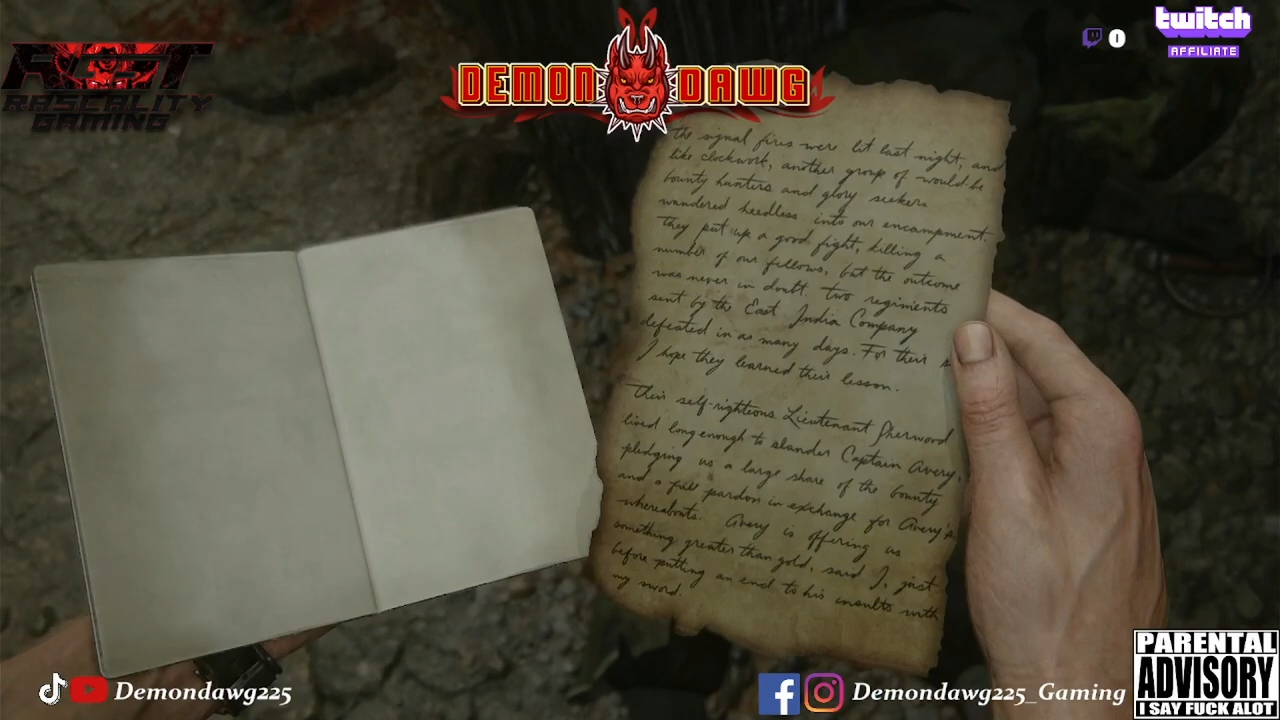 RGT
RASCALITY
GAMING
DEMON DAWG
0
twitch
AFFILIATE
the signal fires were lit last night, and
like clockwork, another group of would-be
bounty hunters and glory seekers
wandered heedless into our encampment.
They put up a good fight, killing a
number of our fellows, but the outcome
was never in doubt. Two regiments
sent by the East India Company
defeated in as many days. For their s
I hope they learned their lesson.
Their self-righteous Lieutenant Sherwood
lived long enough to slander Captain Avery,
pledging us a large share of the bounty
and a full pardon in exchange for Avery's
whereabouts. Avery is offering us
something greater than gold, said I, just
before putting an end to his insults with
my sword.
Demondawg225
Demondawg225_Gaming
PARENTAL
ADVISORY
I SAY FUCK ALOT